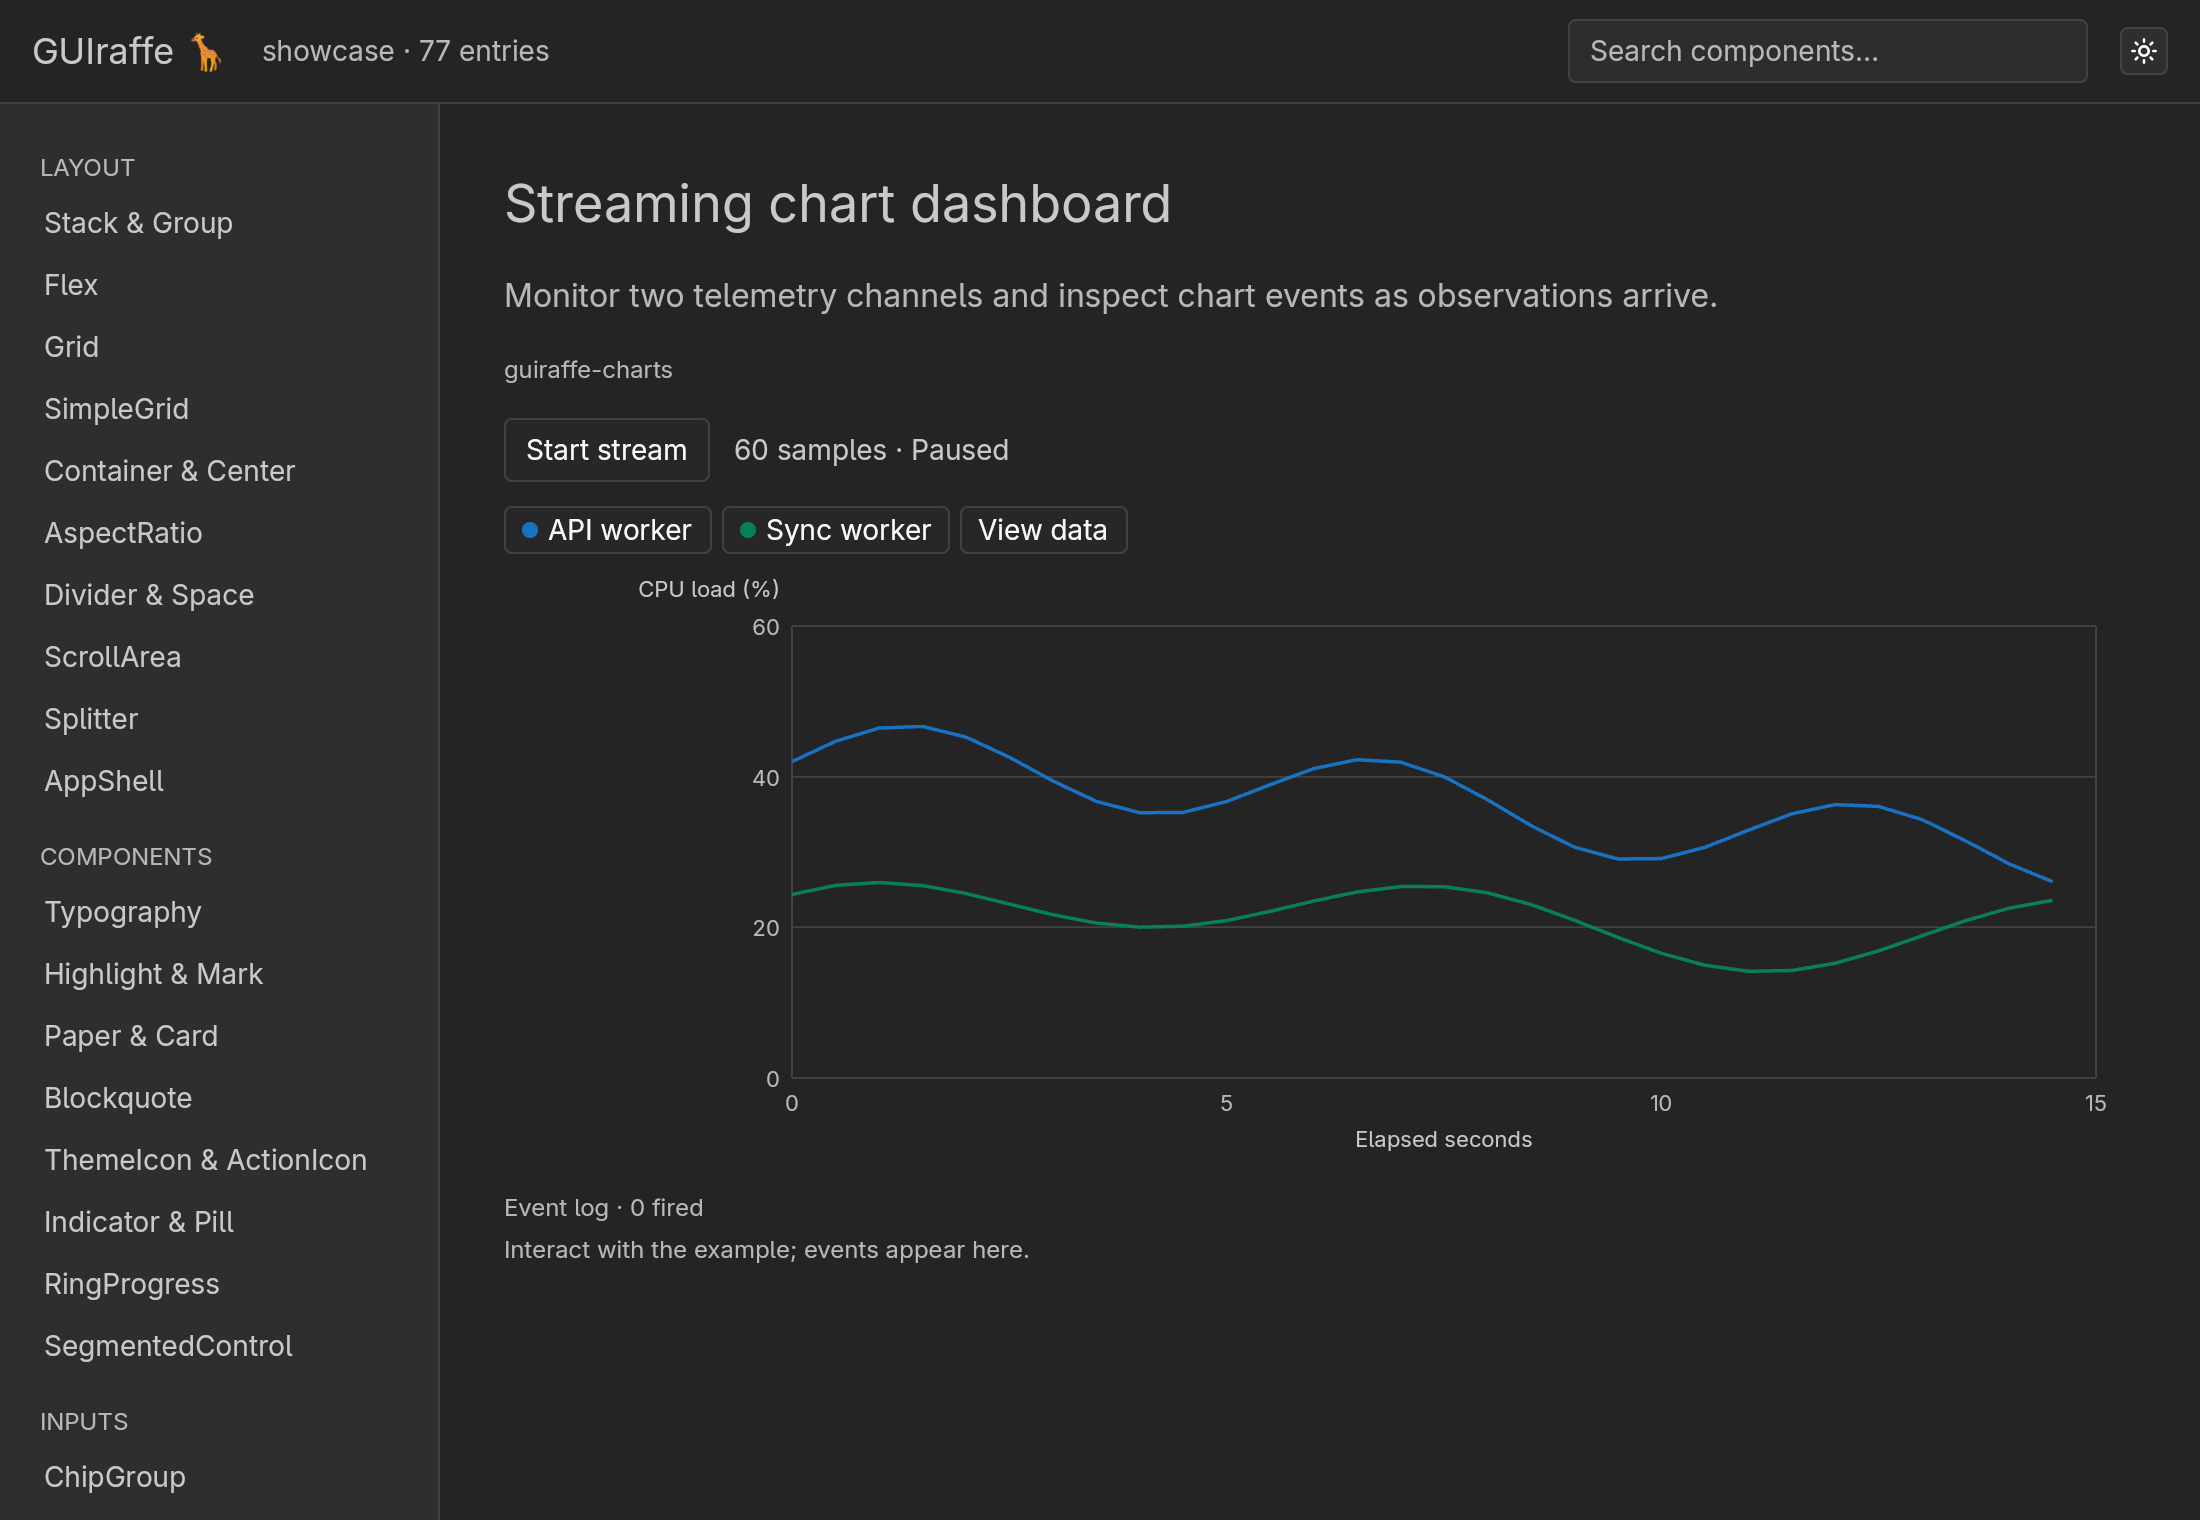 GUIraffe 🦒 showcase · 77 entries Search components...
LAYOUT
Stack & Group
Flex
Grid
SimpleGrid
Container & Center
AspectRatio
Divider & Space
ScrollArea
Splitter
AppShell
COMPONENTS
Typography
Highlight & Mark
Paper & Card
Blockquote
ThemeIcon & ActionIcon
Indicator & Pill
RingProgress
SegmentedControl
INPUTS
ChipGroup
Streaming chart dashboard
Monitor two telemetry channels and inspect chart events as observations arrive.
guiraffe-charts
Start stream 60 samples · Paused
API worker Sync worker View data
CPU load (%)
60
40
20
0
0 5 10 15
Elapsed seconds
Event log · 0 fired
Interact with the example; events appear here.